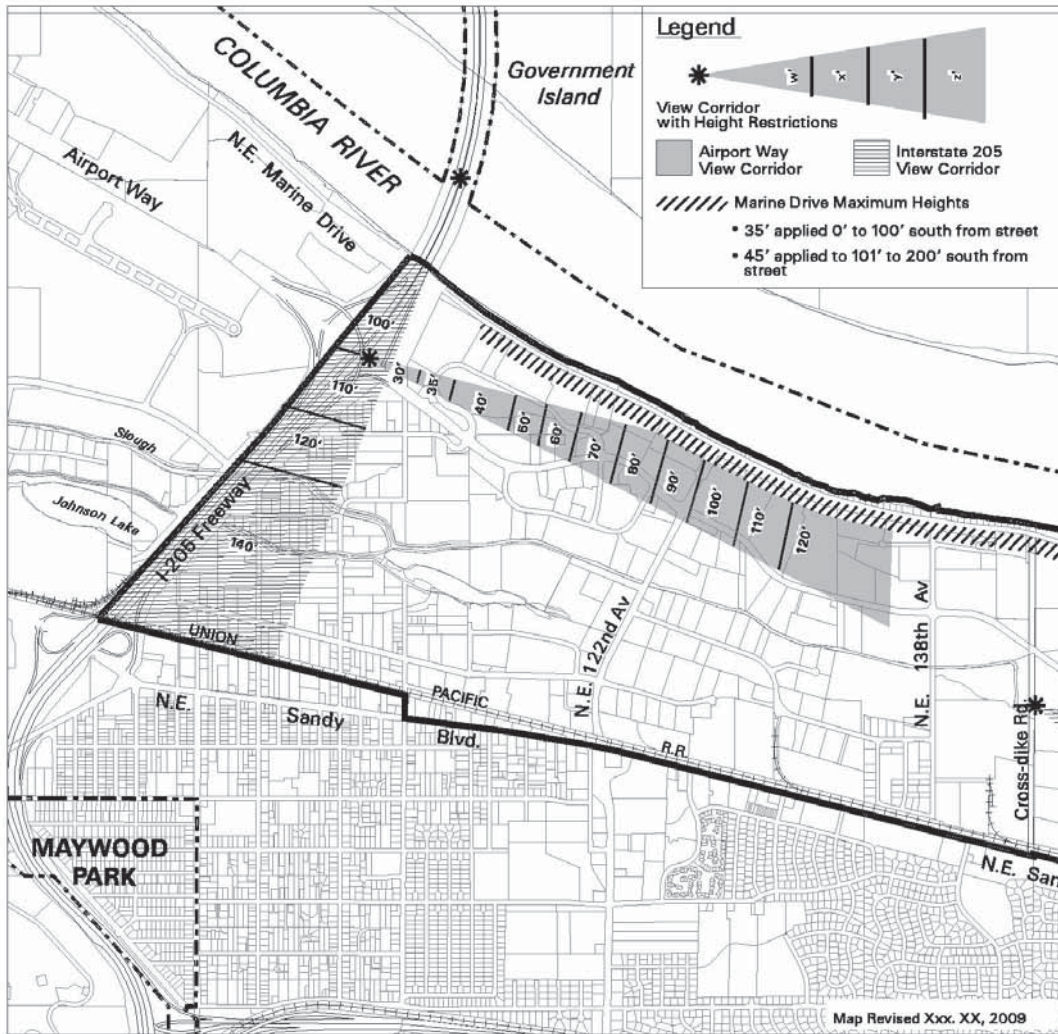 Legend
w'
x'
y'
z'
View Corridor
with Height Restrictions
Airport Way
View Corridor
Interstate 205
View Corridor
Marine Drive Maximum Heights
• 35' applied 0' to 100' south from street
• 45' applied to 101' to 200' south from
street
COLUMBIA RIVER
Government
Island
N.E. Marine Drive
Airport Way
100'
110'
120'
140'
30'
35'
40'
50'
60'
70'
80'
90'
100'
110'
120'
Slough
Johnson Lake
I-205 Freeway
UNION
PACIFIC
R.R.
N.E.
Sandy
Blvd.
N.E. 122nd Av
N.E. 138th Av
Cross-dike Rd
N.E. San
MAYWOOD
PARK
Map Revised Xxx. XX, 2009